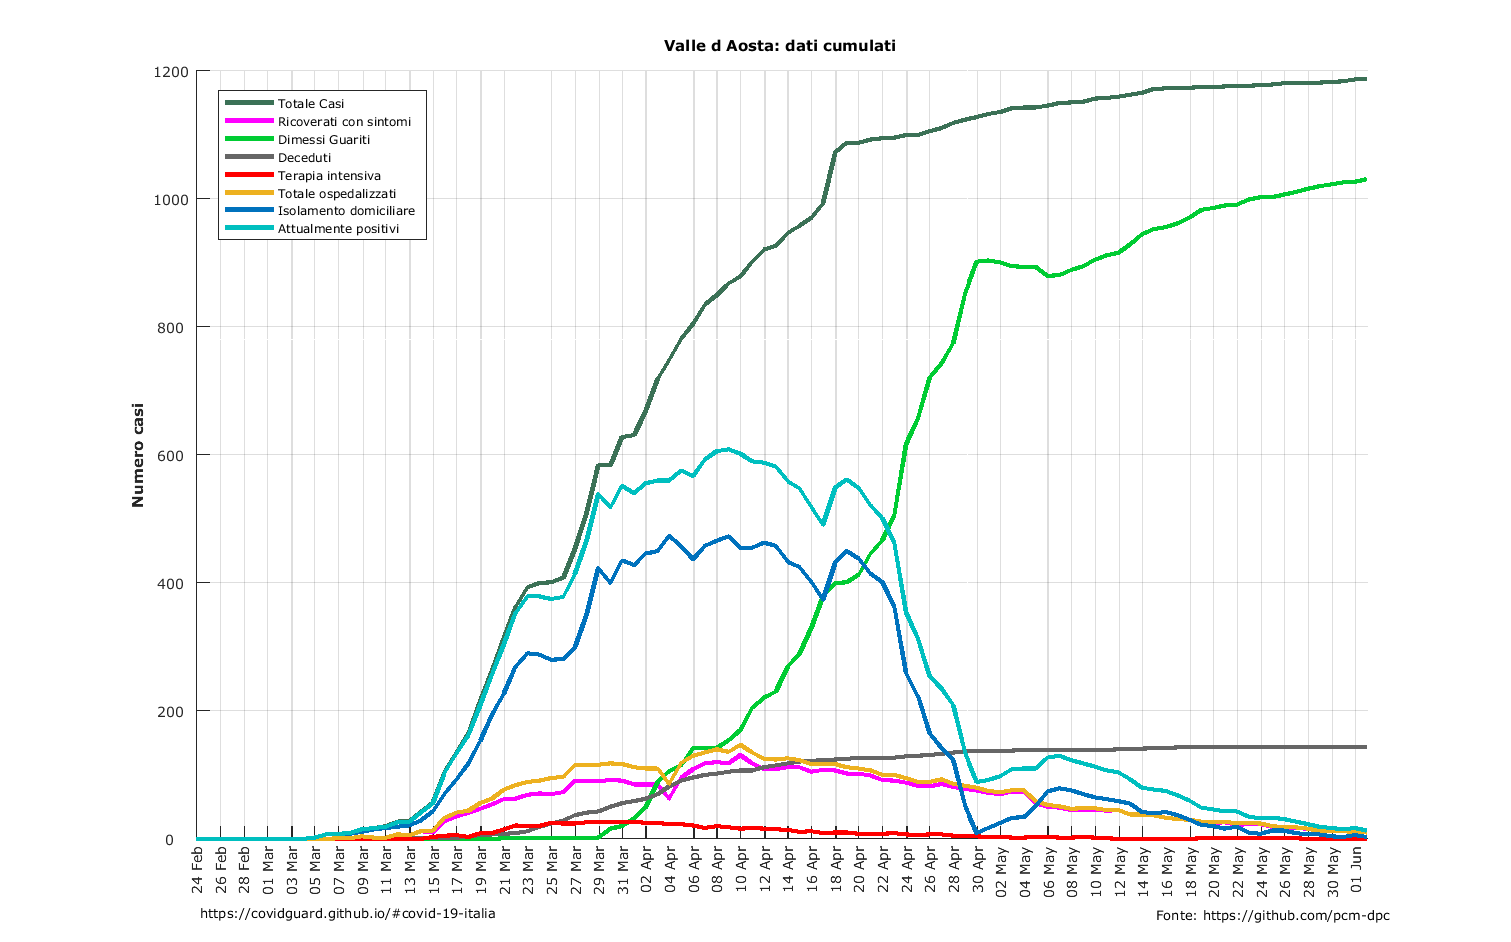 Valle d Aosta: dati cumulati
Numero casi
1200
1000
800
600
400
200
0
Totale Casi
Ricoverati con sintomi
Dimessi Guariti
Deceduti
Terapia intensiva
Totale ospedalizzati
Isolamento domiciliare
Attualmente positivi
24 Feb
26 Feb
28 Feb
01 Mar
03 Mar
05 Mar
07 Mar
09 Mar
11 Mar
13 Mar
15 Mar
17 Mar
19 Mar
21 Mar
23 Mar
25 Mar
27 Mar
29 Mar
31 Mar
02 Apr
04 Apr
06 Apr
08 Apr
10 Apr
12 Apr
14 Apr
16 Apr
18 Apr
20 Apr
22 Apr
24 Apr
26 Apr
28 Apr
30 Apr
02 May
04 May
06 May
08 May
10 May
12 May
14 May
16 May
18 May
20 May
22 May
24 May
26 May
28 May
30 May
01 Jun
https://covidguard.github.io/#covid-19-italia
Fonte: https://github.com/pcm-dpc